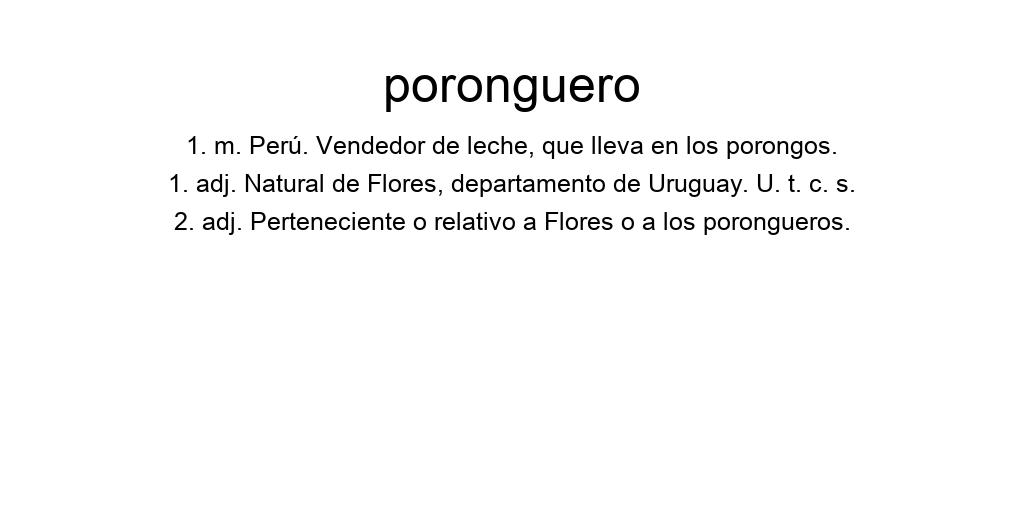 poronguero
1. m. Perú. Vendedor de leche, que lleva en los porongos.
1. adj. Natural de Flores, departamento de Uruguay. U. t. c. s.
2. adj. Perteneciente o relativo a Flores o a los porongueros.